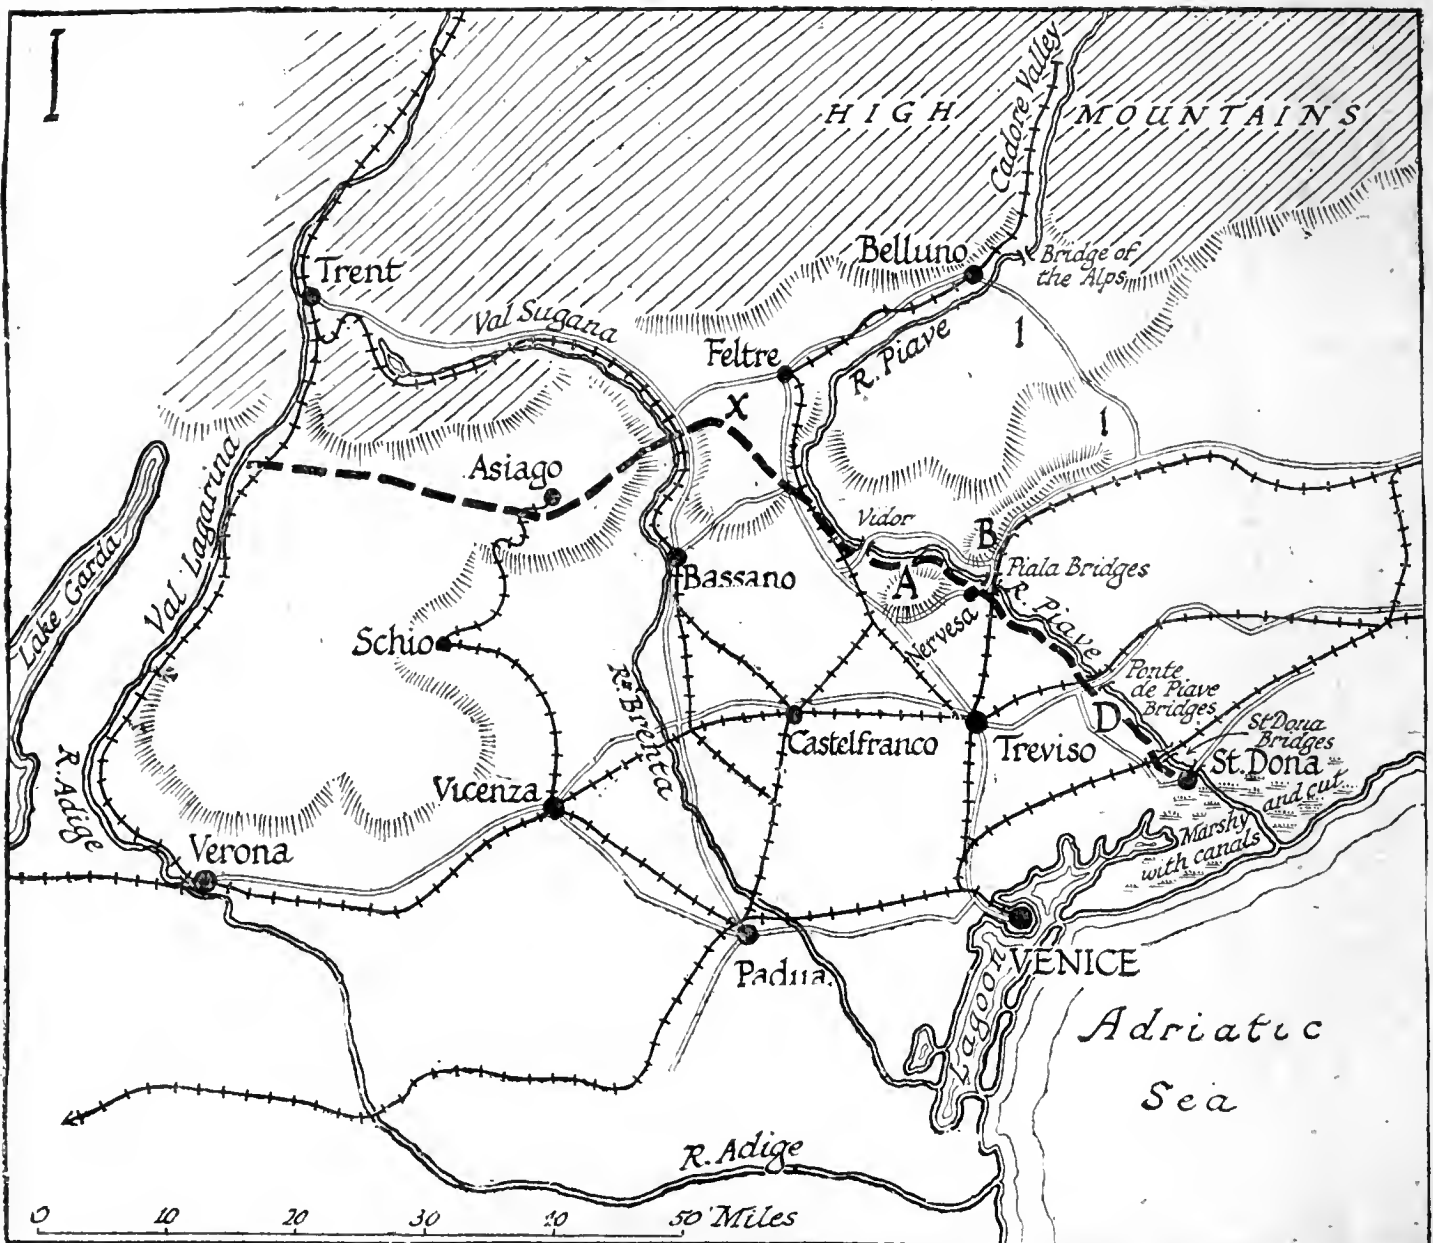 I
HIGH MOUNTAINS
Cadore Valley
Belluno
Bridge of
the Alps
Trent
Val Sugana
Feltre
R. Piave
1
X
1
Asiago
Val Lagarina
Lake Garda
Vidor
B
Bassano
A
Piala Bridges
Nervesa
R. Piave
Schio
Ponte
de Piave
Bridges
D
R. Brenta
St Dona
Bridges
Castelfranco
Treviso
St. Dona
R. Adige
Vicenza
Marshy and cut
with canals
Verona
Padua.
VENICE
Lagoon
Adriatic
Sea
R. Adige
0 10 20 30 40 50 Miles